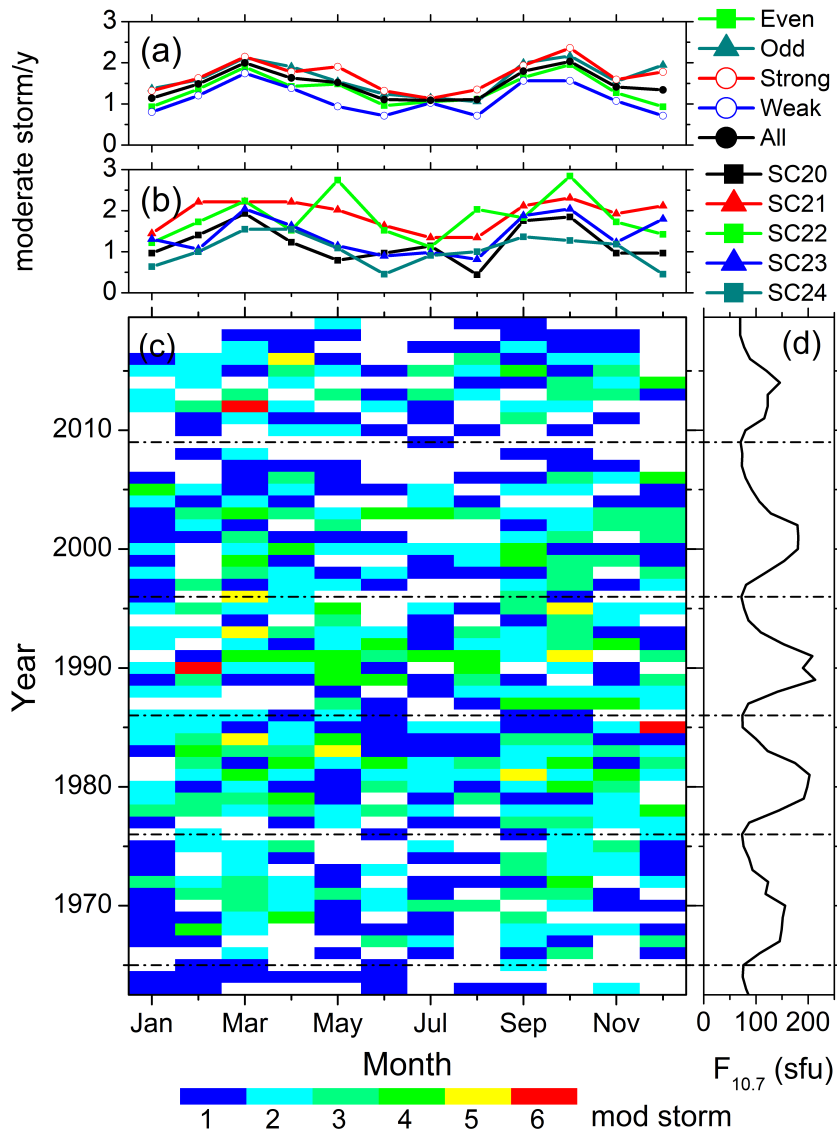 3
2
1
0
moderate storm/y
(a)
Even
Odd
Strong
Weak
All
3
2
1
0
(b)
SC20
SC21
SC22
SC23
SC24
(c)
(d)
2010
2000
1990
1980
1970
Year
Jan Mar May Jul Sep Nov
Month
0 100 200
F10.7 (sfu)
1 2 3 4 5 6 mod storm